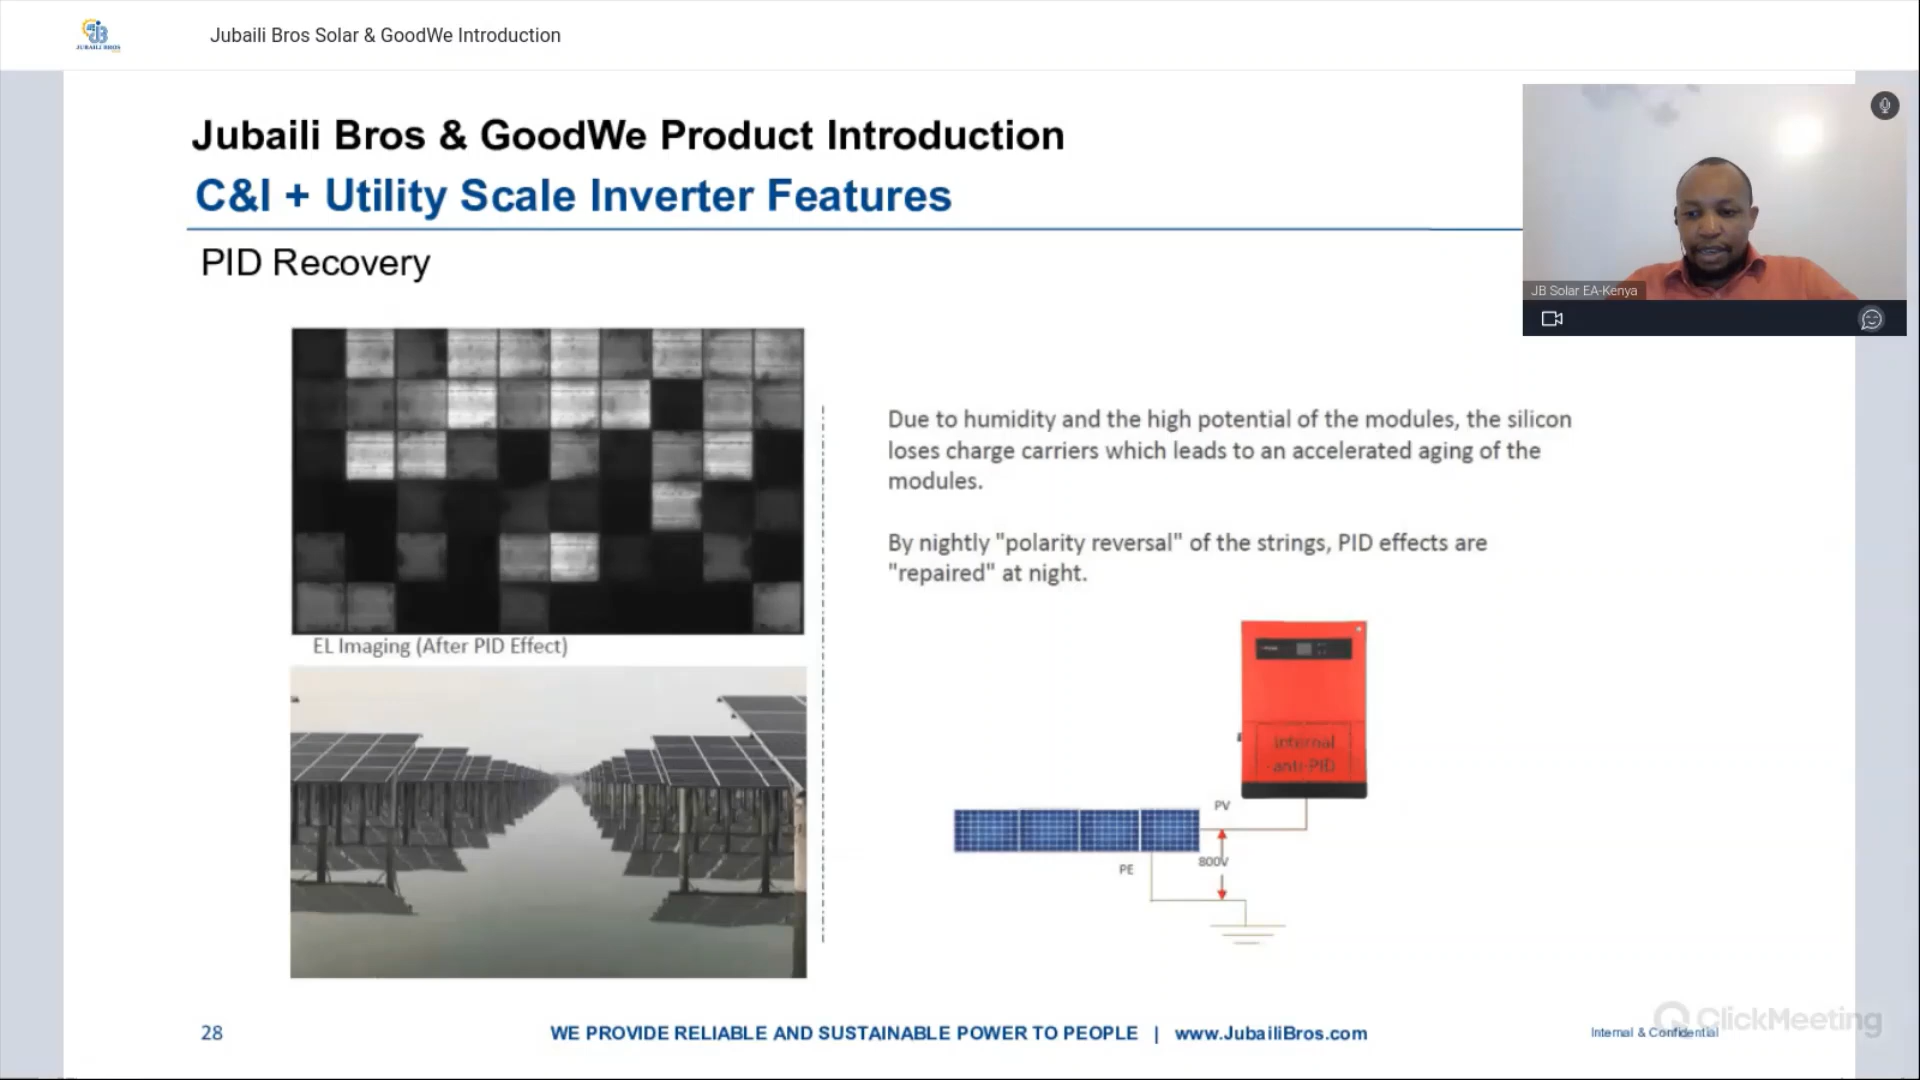 JUBAILI BROS
Jubaili Bros Solar & GoodWe Introduction
Jubaili Bros & GoodWe Product Introduction
C&I + Utility Scale Inverter Features
PID Recovery
JB Solar EA-Kenya
EL Imaging (After PID Effect)
Due to humidity and the high potential of the modules, the silicon
loses charge carriers which leads to an accelerated aging of the
modules.
By nightly "polarity reversal" of the strings, PID effects are
"repaired" at night.
Internal
anti-PID
PV
800V
PE
28
WE PROVIDE RELIABLE AND SUSTAINABLE POWER TO PEOPLE | www.JubailiBros.com
Internal & Confidential
ClickMeeting